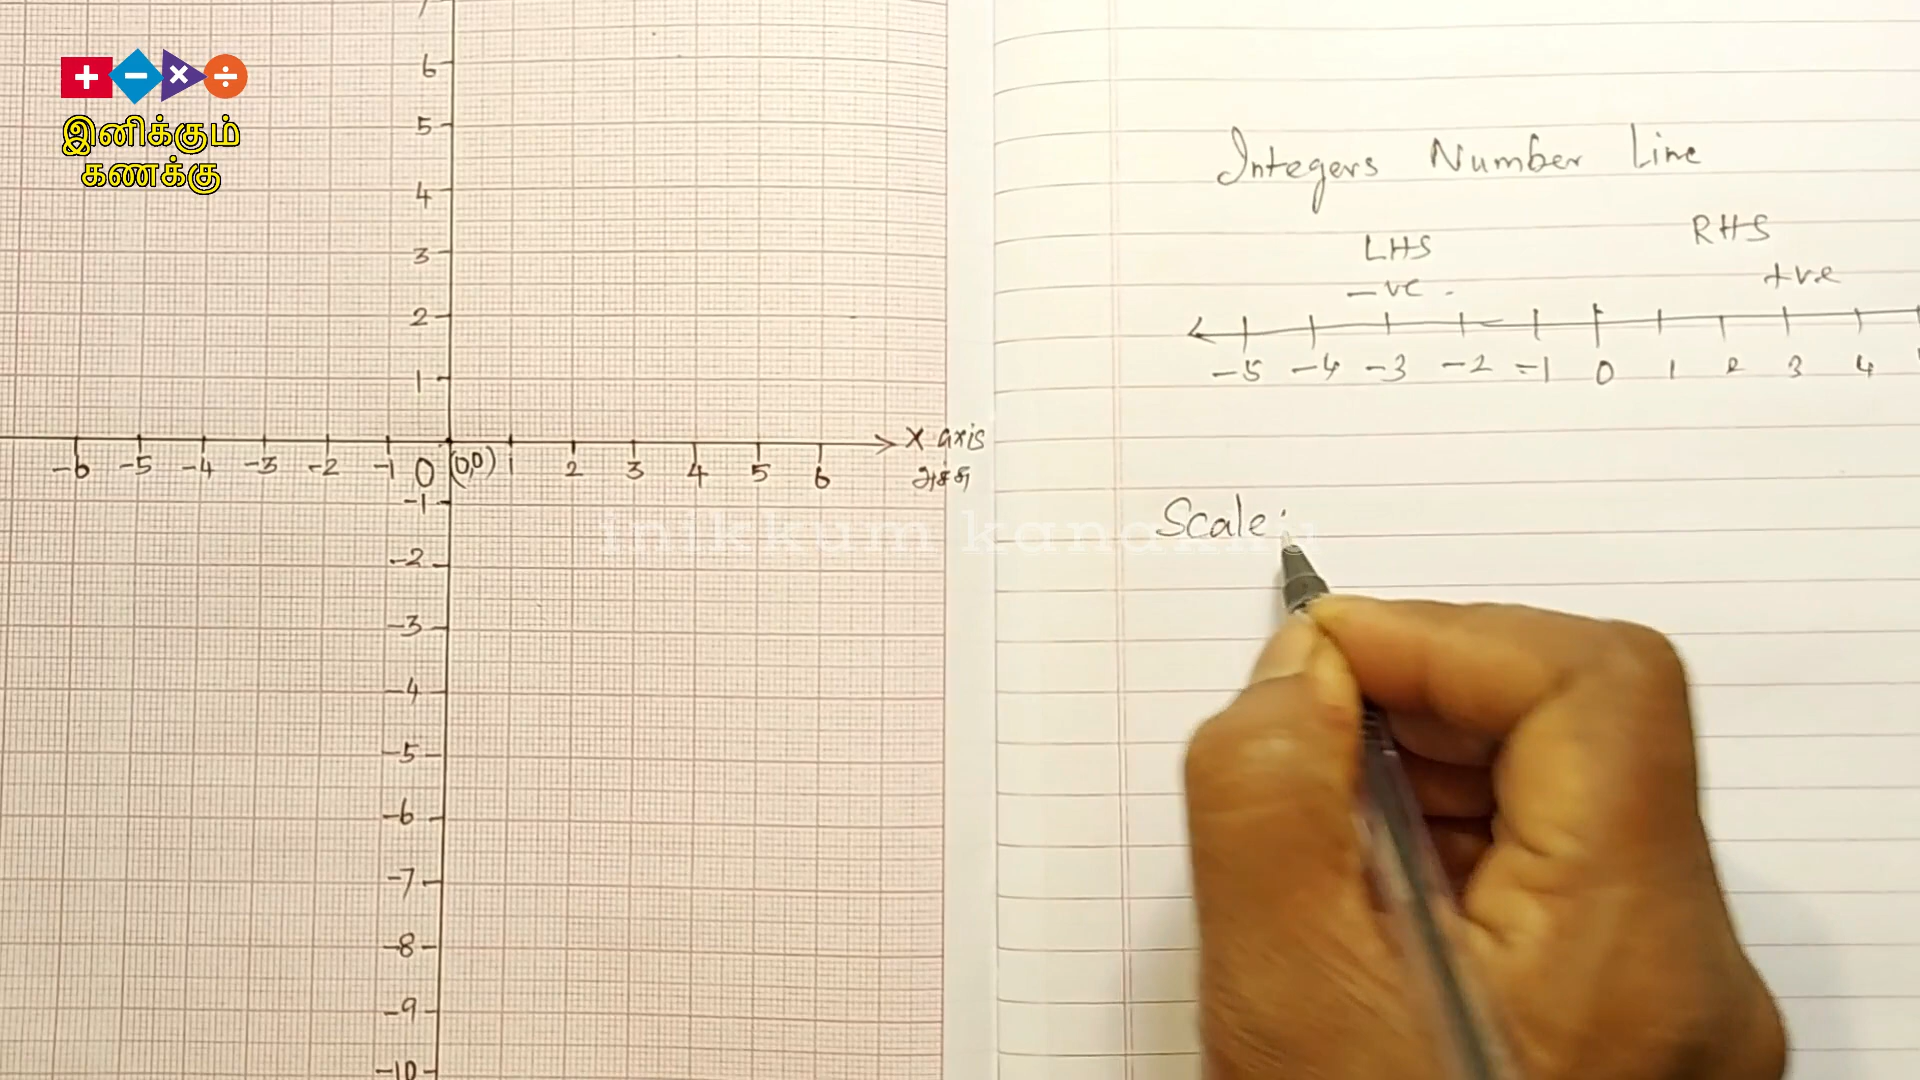 இனிக்கும்
கணக்கு
7
6
5
4
3
2
1
-6 -5 -4 -3 -2 -1 0 (0,0) 1 2 3 4 5 6
X axis
அச்சு
-1
-2
-3
-4
-5
-6
-7
-8
-9
-10
Integers Number Line
LHS RHS
-ve +ve
-5 -4 -3 -2 -1 0 1 2 3 4
Scale:
inikkum kanakku